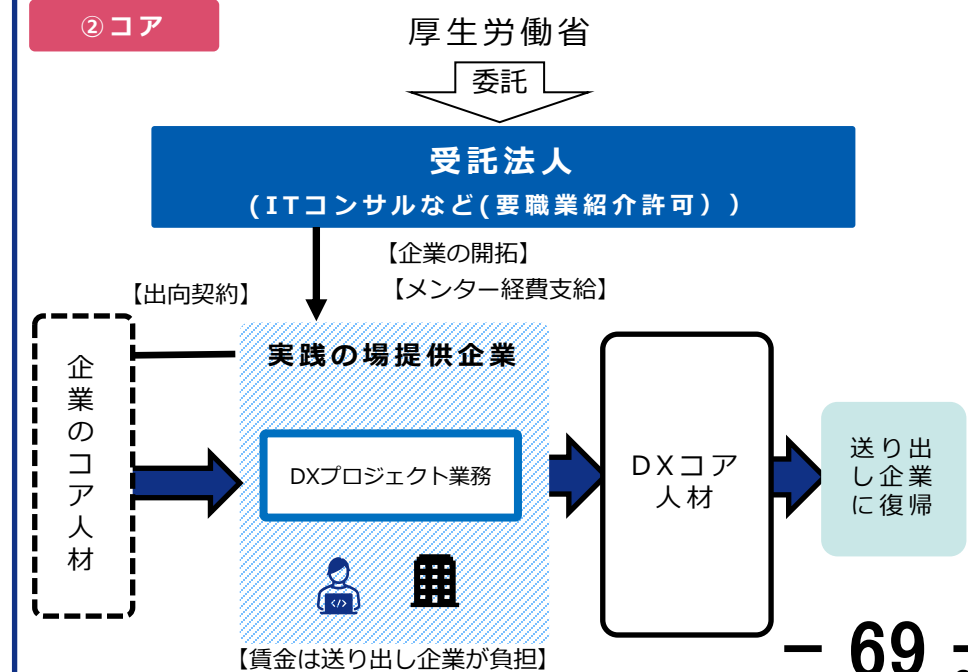 ②コア
厚生労働省
委託
受託法人
(ITコンサルなど(要職業紹介許可））
【企業の開拓】
【メンター経費支給】
【出向契約】
企業のコア人材
実践の場提供企業
DXプロジェクト業務
</>
【賃金は送り出し企業が負担】
DXコア
人材
送り出
し企業
に復帰
- 69 -